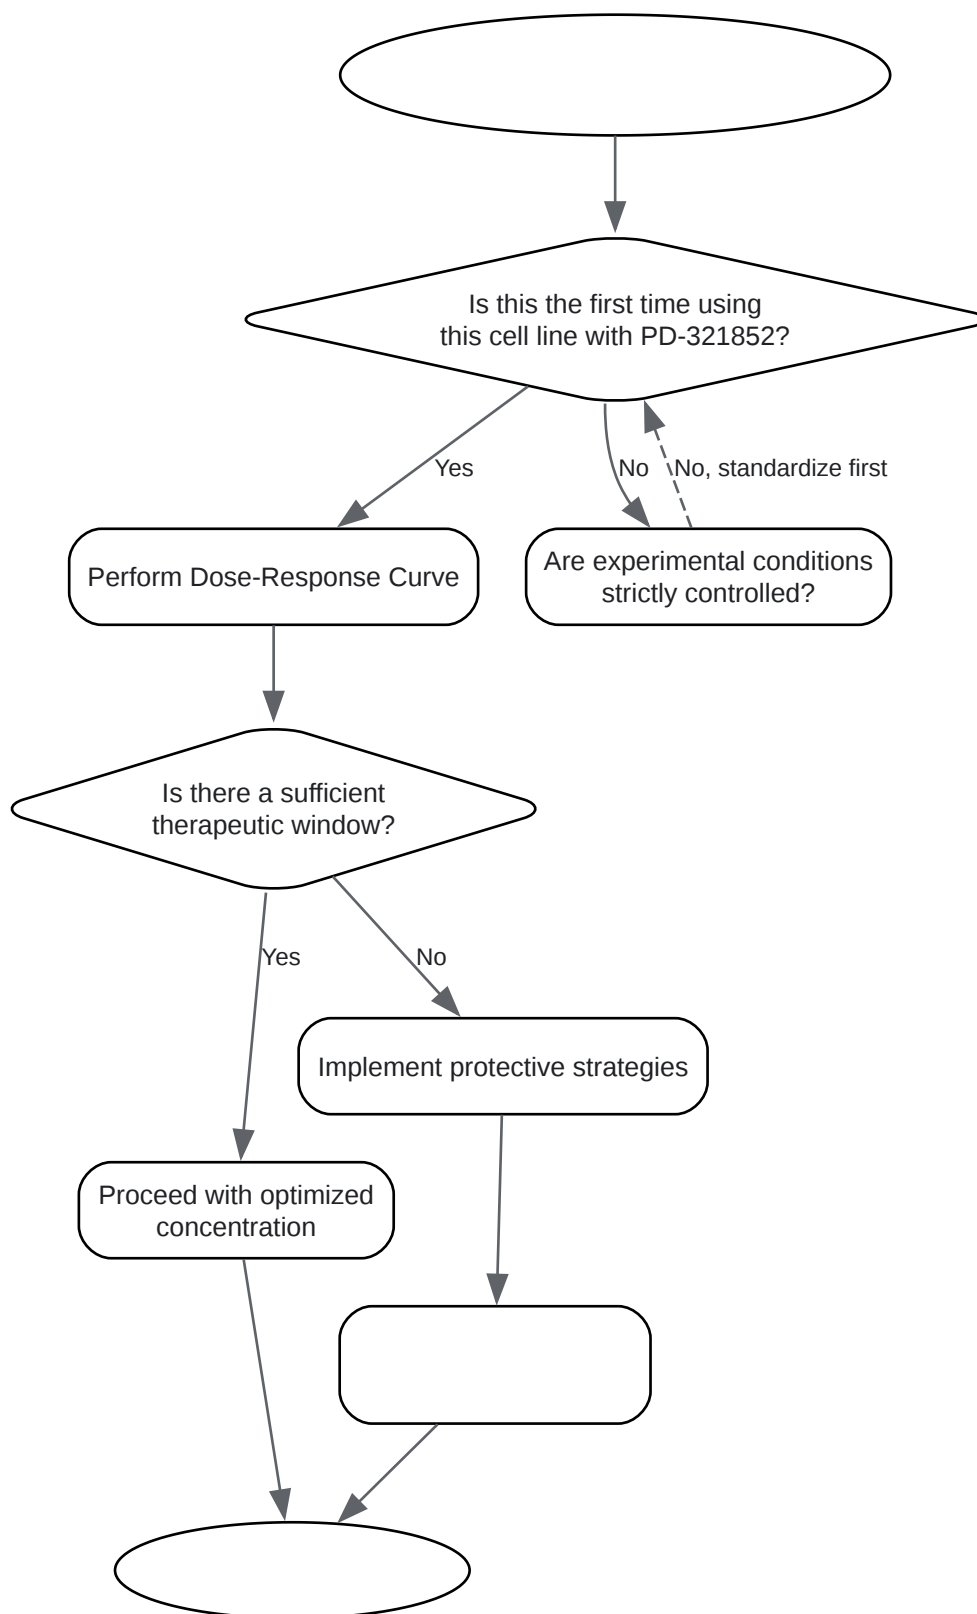 Is this the first time using
this cell line with PD-321852?
Yes
No
No, standardize first
Perform Dose-Response Curve
Are experimental conditions
strictly controlled?
Is there a sufficient
therapeutic window?
Yes
No
Implement protective strategies
Proceed with optimized
concentration